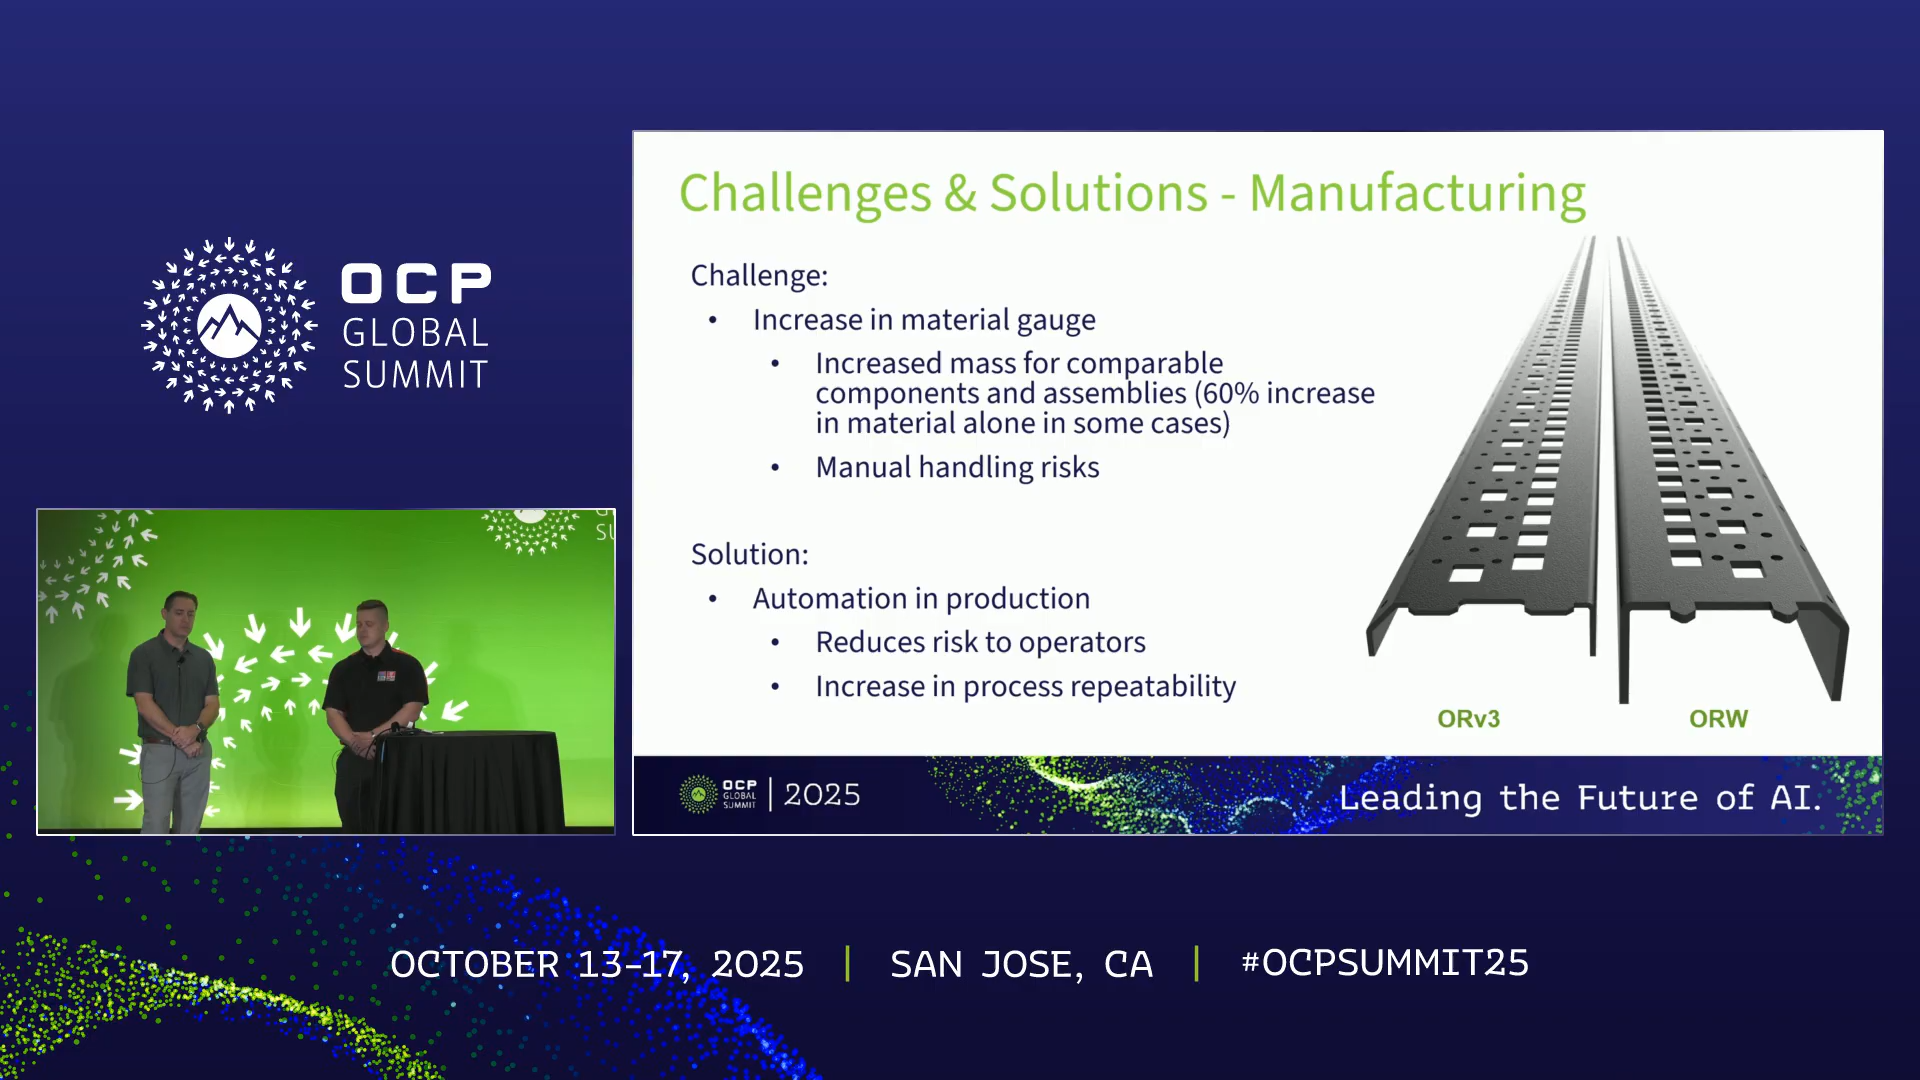 OCP
GLOBAL
SUMMIT
Challenges & Solutions - Manufacturing
Challenge:
• Increase in material gauge
• Increased mass for comparable
components and assemblies (60% increase
in material alone in some cases)
• Manual handling risks
Solution:
• Automation in production
• Reduces risk to operators
• Increase in process repeatability
ORv3
ORW
OCP
GLOBAL
SUMMIT
2025
Leading the Future of AI.
OCTOBER 13-17, 2025 | SAN JOSE, CA | #OCPSUMMIT25